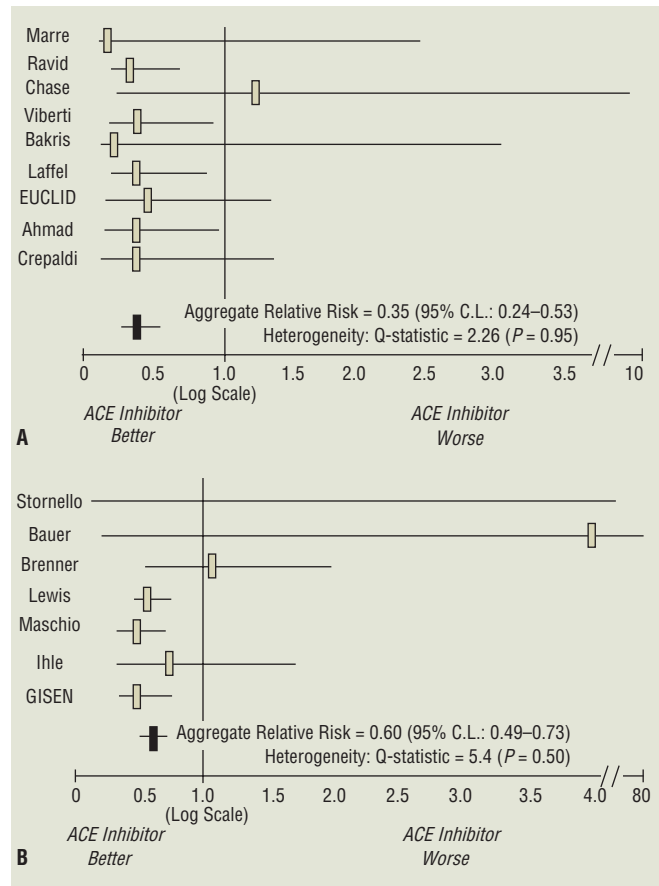 Marre
Ravid
Chase
Viberti
Bakris
Laffel
EUCLID
Ahmad
Crepaldi
Aggregate Relative Risk = 0.35 (95% C.L.: 0.24–0.53)
Heterogeneity: Q-statistic = 2.26 (P = 0.95)
0 0.5 1.0 1.5 2.0 2.5 3.0 3.5 10
(Log Scale)
ACE Inhibitor Better
ACE Inhibitor Worse
A
Stornello
Bauer
Brenner
Lewis
Maschio
Ihle
GISEN
Aggregate Relative Risk = 0.60 (95% C.L.: 0.49–0.73)
Heterogeneity: Q-statistic = 5.4 (P = 0.50)
0 0.5 1.0 1.5 2.0 2.5 3.0 3.5 4.0 80
(Log Scale)
ACE Inhibitor Better
ACE Inhibitor Worse
B